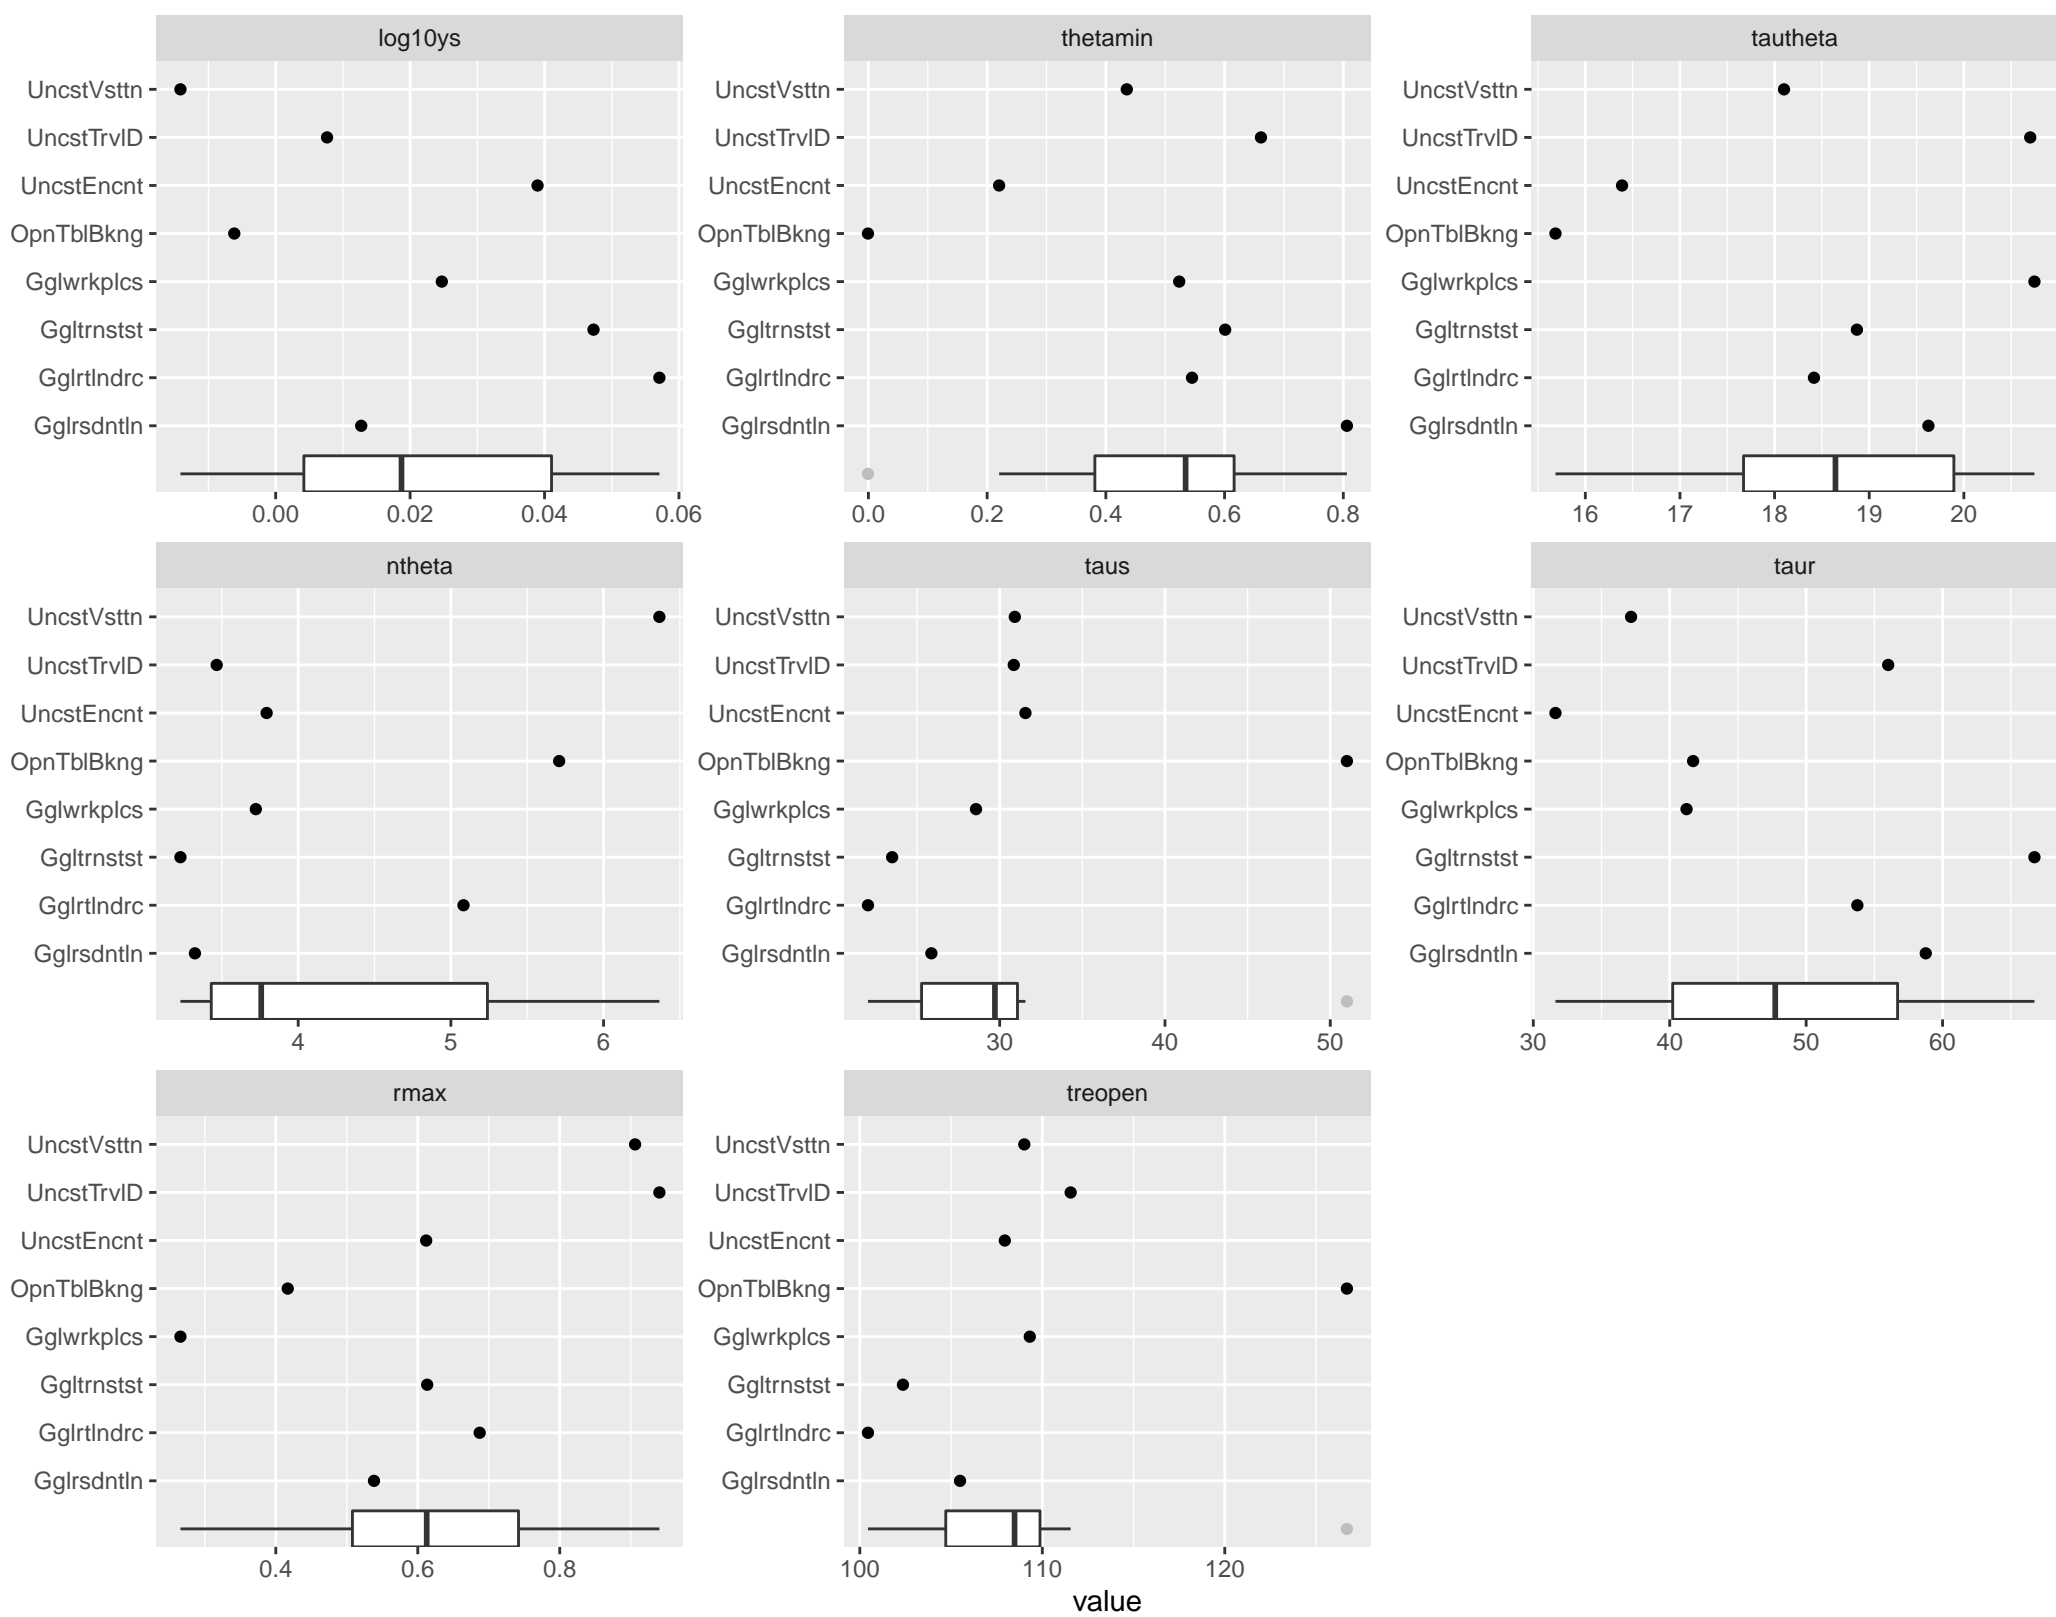 log10ys
thetamin
tautheta
UncstVsttn
UncstTrvlD
UncstEncnt
OpnTblBkng
Gglwrkplcs
Ggltrnstst
Gglrtlndrc
Gglrsdntln
0.00 0.02 0.04 0.06
UncstVsttn
UncstTrvlD
UncstEncnt
OpnTblBkng
Gglwrkplcs
Ggltrnstst
Gglrtlndrc
Gglrsdntln
0.0 0.2 0.4 0.6 0.8
UncstVsttn
UncstTrvlD
UncstEncnt
OpnTblBkng
Gglwrkplcs
Ggltrnstst
Gglrtlndrc
Gglrsdntln
16 17 18 19 20
ntheta
taus
taur
UncstVsttn
UncstTrvlD
UncstEncnt
OpnTblBkng
Gglwrkplcs
Ggltrnstst
Gglrtlndrc
Gglrsdntln
4 5 6
UncstVsttn
UncstTrvlD
UncstEncnt
OpnTblBkng
Gglwrkplcs
Ggltrnstst
Gglrtlndrc
Gglrsdntln
30 40 50
UncstVsttn
UncstTrvlD
UncstEncnt
OpnTblBkng
Gglwrkplcs
Ggltrnstst
Gglrtlndrc
Gglrsdntln
30 40 50 60
rmax
treopen
UncstVsttn
UncstTrvlD
UncstEncnt
OpnTblBkng
Gglwrkplcs
Ggltrnstst
Gglrtlndrc
Gglrsdntln
0.4 0.6 0.8
UncstVsttn
UncstTrvlD
UncstEncnt
OpnTblBkng
Gglwrkplcs
Ggltrnstst
Gglrtlndrc
Gglrsdntln
100 110 120
value